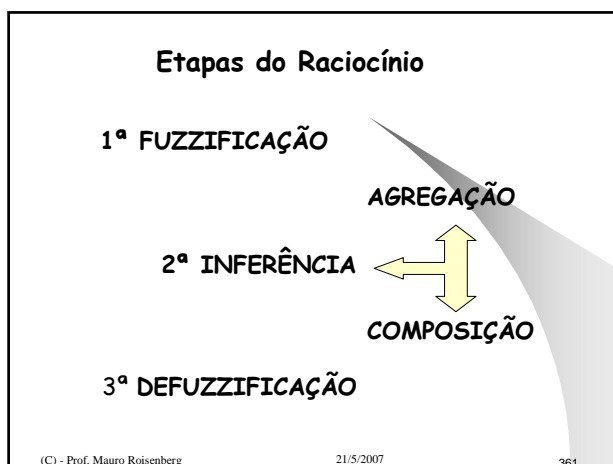 Etapas do Raciocínio
1ª FUZZIFICAÇÃO
AGREGAÇÃO
2ª INFERÊNCIA
COMPOSIÇÃO
3ª DEFUZZIFICAÇÃO
(C) - Prof. Mauro Roisenberg 21/5/2007 361